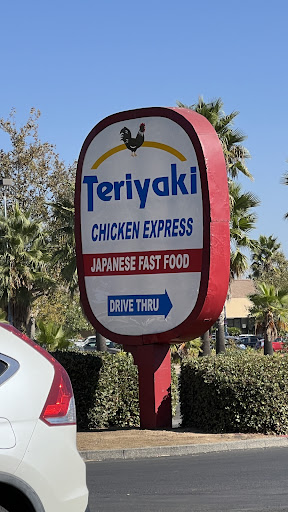 Teriyaki
CHICKEN EXPRESS
JAPANESE FAST FOOD
DRIVE THRU